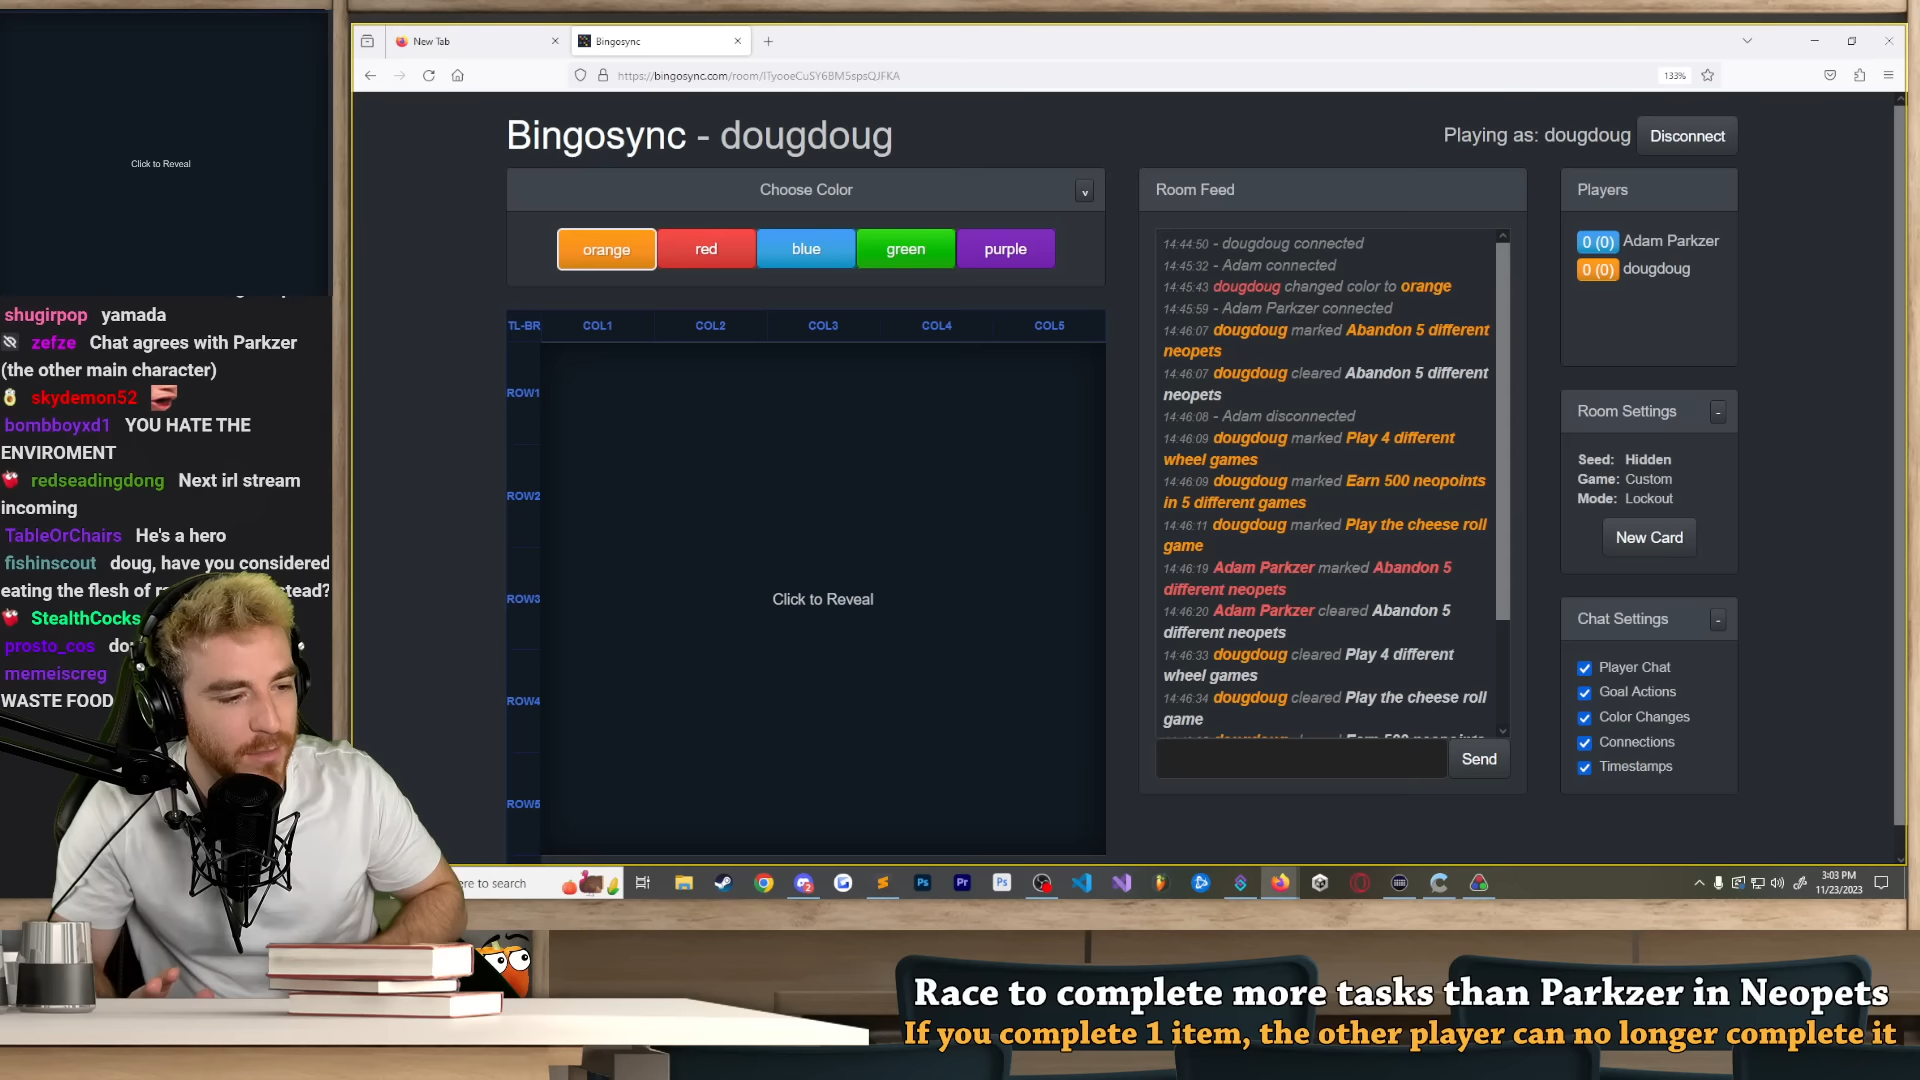 New Tab
Bingosync
https://bingosync.com/room/ITyooeCuSY6BM5spsQJFKA
133%
Bingosync - dougdoug
Playing as: dougdoug
Disconnect
Choose Color
v
orange
red
blue
green
purple
TL-BR
COL1
COL2
COL3
COL4
COL5
ROW1
ROW2
ROW3
ROW4
ROW5
Click to Reveal
Room Feed
14:44:50 - dougdoug connected
14:45:32 - Adam connected
14:45:43 dougdoug changed color to orange
14:45:59 - Adam Parkzer connected
14:46:07 dougdoug marked Abandon 5 different
neopets
14:46:07 dougdoug cleared Abandon 5 different
neopets
14:46:08 - Adam disconnected
14:46:09 dougdoug marked Play 4 different
wheel games
14:46:09 dougdoug marked Earn 500 neopoints
in 5 different games
14:46:11 dougdoug marked Play the cheese roll
game
14:46:19 Adam Parkzer marked Abandon 5
different neopets
14:46:20 Adam Parkzer cleared Abandon 5
different neopets
14:46:33 dougdoug cleared Play 4 different
wheel games
14:46:34 dougdoug cleared Play the cheese roll
game
Send
Players
0 (0) Adam Parkzer
0 (0) dougdoug
Room Settings
-
Seed: Hidden
Game: Custom
Mode: Lockout
New Card
Chat Settings
-
Player Chat
Goal Actions
Color Changes
Connections
Timestamps
Click to Reveal
shugirpop yamada
zefze Chat agrees with Parkzer
(the other main character)
skydemon52
bombboyxd1 YOU HATE THE
ENVIROMENT
redseadingdong Next irl stream
incoming
TableOrChairs He's a hero
fishinscout doug, have you considered
eating the flesh of
StealthCocks
prosto_cos
memeiscreg
WASTE FOOD
ere to search
Ps
Pr
Ps
3:03 PM
11/23/2023
Race to complete more tasks than Parkzer in Neopets
If you complete 1 item, the other player can no longer complete it